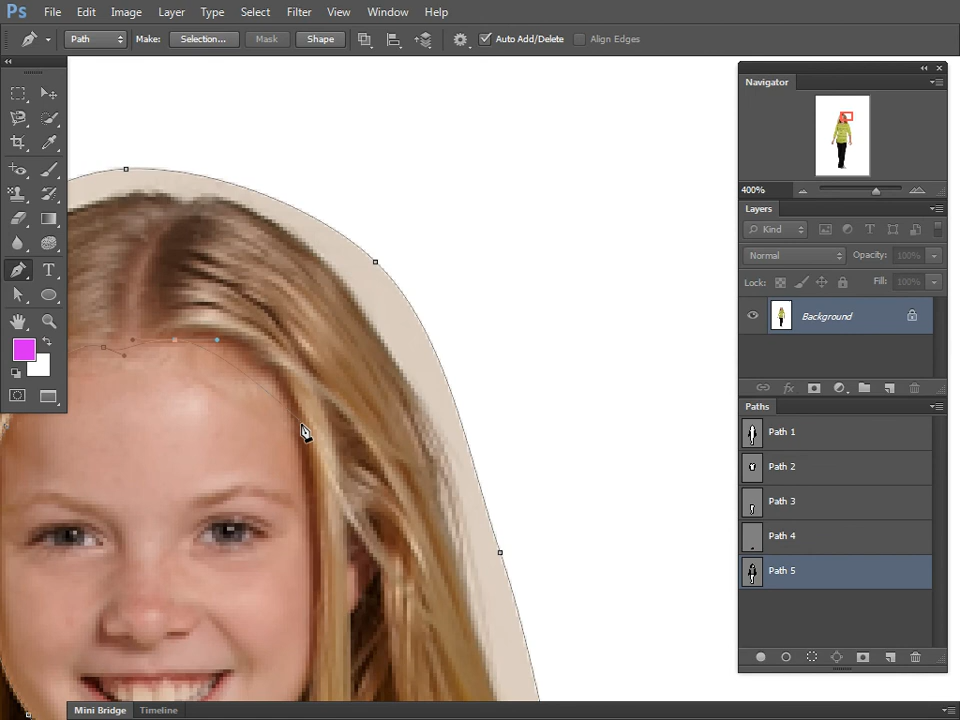 Ps File Edit Image Layer Type Select Filter View Window Help
Path Make: Selection... Mask Shape Auto Add/Delete Align Edges
Navigator
400%
Layers
Kind
Normal Opacity: 100%
Lock: Fill: 100%
Background
Paths
Path 1
Path 2
Path 3
Path 4
Path 5
Mini Bridge Timeline